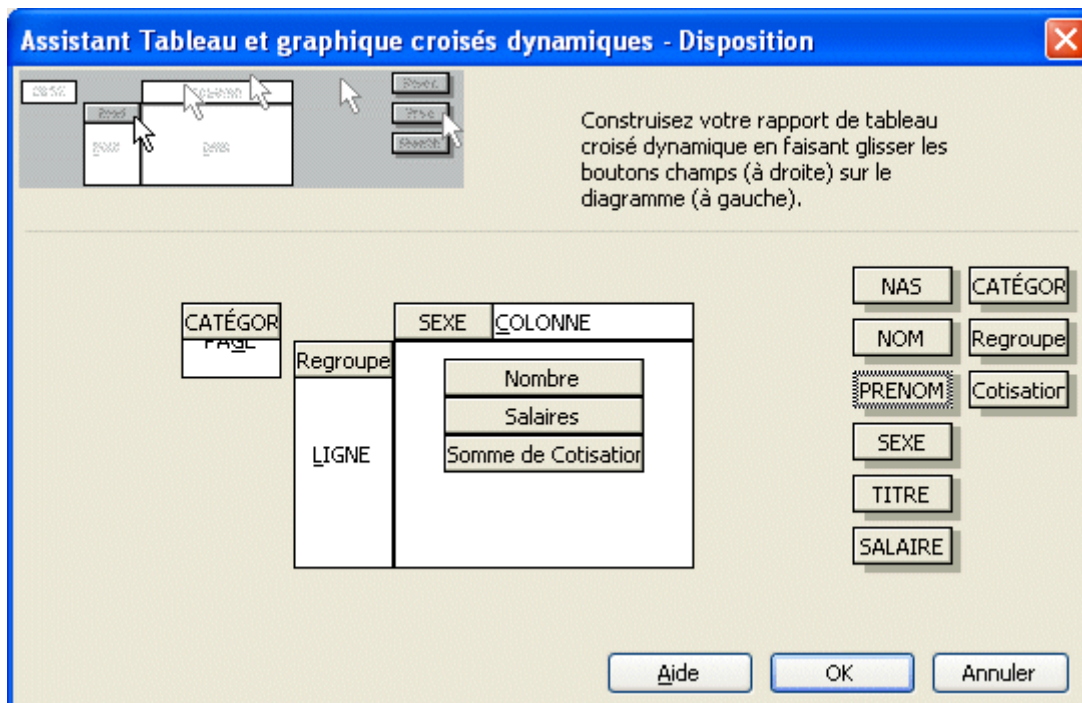 Assistant Tableau et graphique croisés dynamiques - Disposition
Construisez votre rapport de tableau
croisé dynamique en faisant glisser les
boutons champs (à droite) sur le
diagramme (à gauche).
NAS CATÉGOR
CATÉGOR SEXE COLONNE
PAGE NOM Regroupe
Regroupe
Nombre
PRENOM Cotisation
Salaires
LIGNE Somme de Cotisation SEXE
TITRE
SALAIRE
Aide OK Annuler